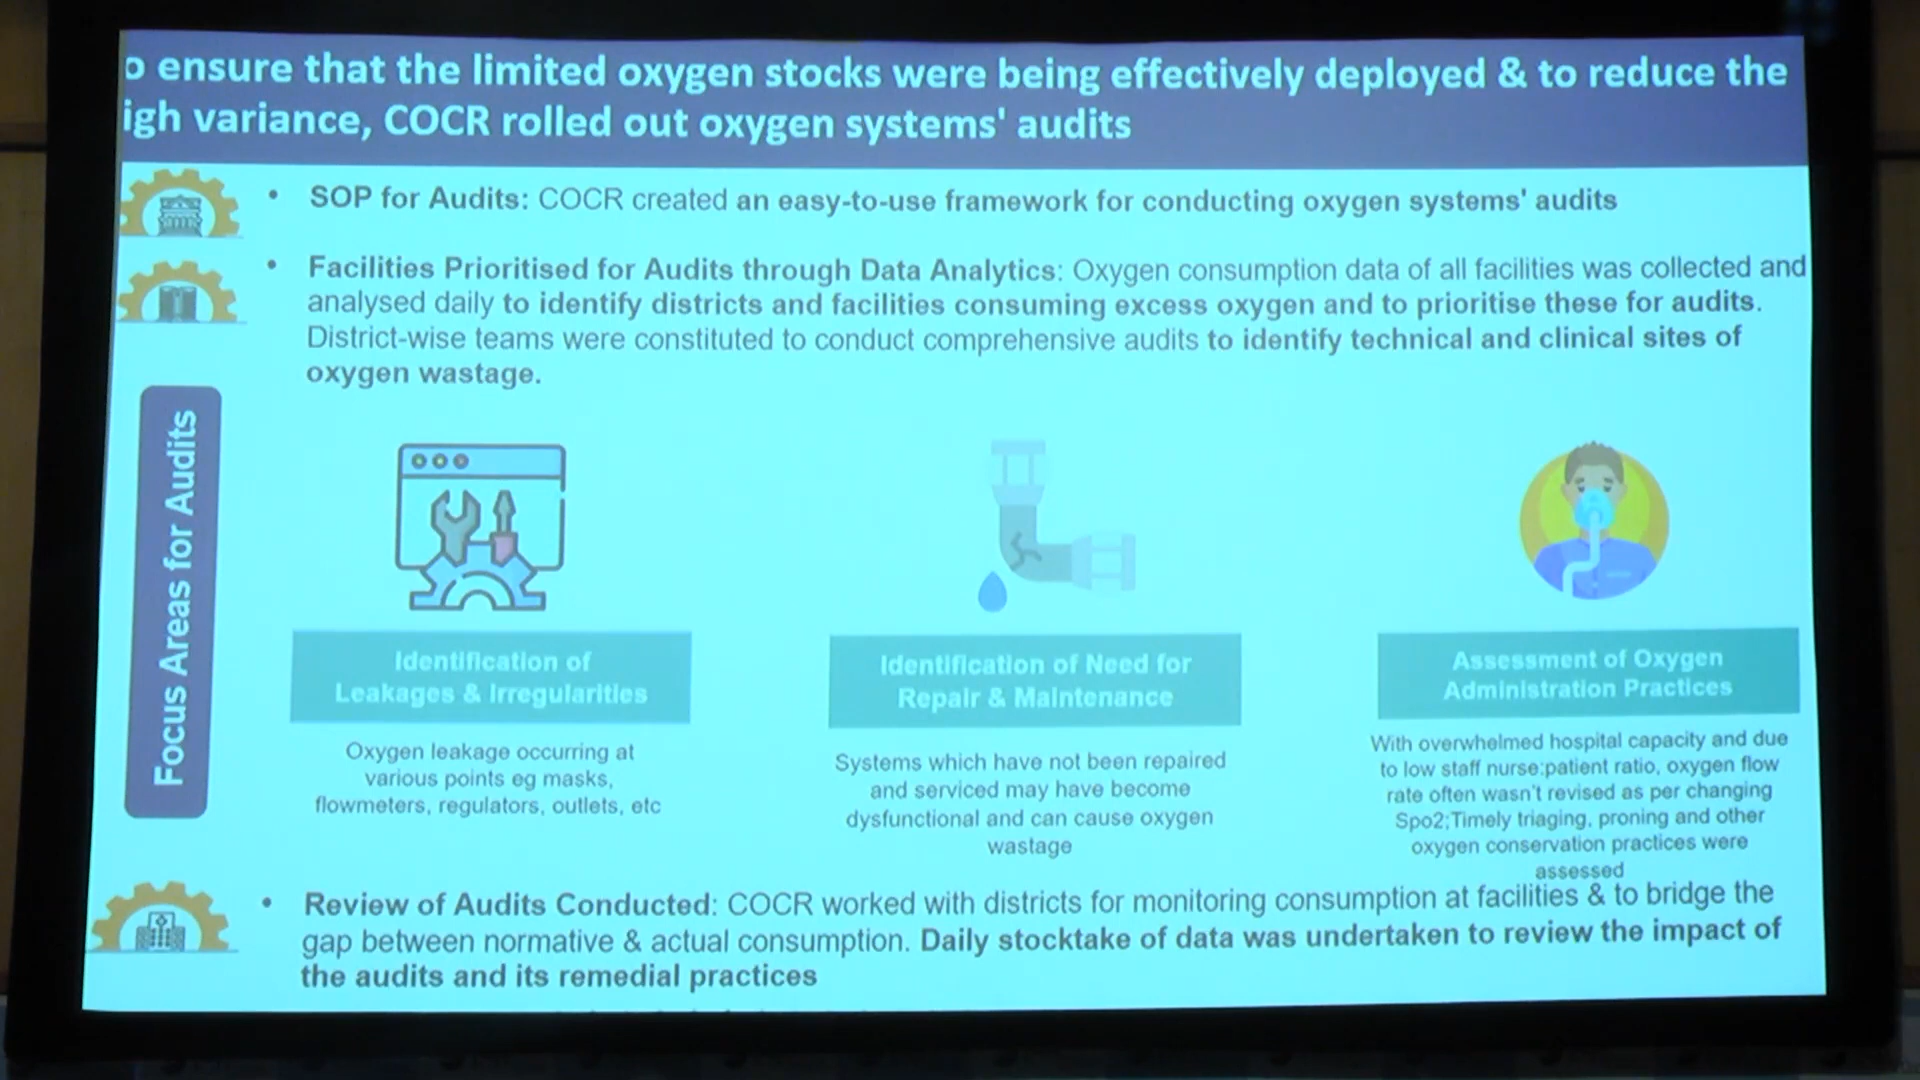 o ensure that the limited oxygen stocks were being effectively deployed & to reduce the
igh variance, COCR rolled out oxygen systems' audits
• SOP for Audits: COCR created an easy-to-use framework for conducting oxygen systems' audits
• Facilities Prioritised for Audits through Data Analytics: Oxygen consumption data of all facilities was collected and
analysed daily to identify districts and facilities consuming excess oxygen and to prioritise these for audits.
District-wise teams were constituted to conduct comprehensive audits to identify technical and clinical sites of
oxygen wastage.
Focus Areas for Audits
Identification of
Leakages & Irregularities
Oxygen leakage occurring at
various points eg masks,
flowmeters, regulators, outlets, etc
Identification of Need for
Repair & Maintenance
Systems which have not been repaired
and serviced may have become
dysfunctional and can cause oxygen
wastage
Assessment of Oxygen
Administration Practices
With overwhelmed hospital capacity and due
to low staff nurse:patient ratio, oxygen flow
rate often wasn't revised as per changing
Spo2;Timely triaging, proning and other
oxygen conservation practices were
assessed
• Review of Audits Conducted: COCR worked with districts for monitoring consumption at facilities & to bridge the
gap between normative & actual consumption. Daily stocktake of data was undertaken to review the impact of
the audits and its remedial practices